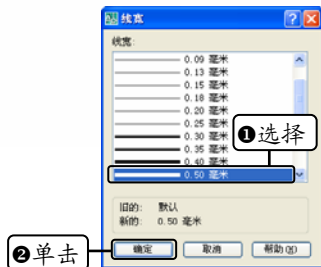 线宽
线宽:
0.09 毫米
0.13 毫米
0.15 毫米
0.18 毫米
0.20 毫米
0.25 毫米
0.30 毫米
0.35 毫米
0.40 毫米
0.50 毫米
❶选择
旧的: 默认
新的: 0.50 毫米
❷单击
确定 取消 帮助(H)